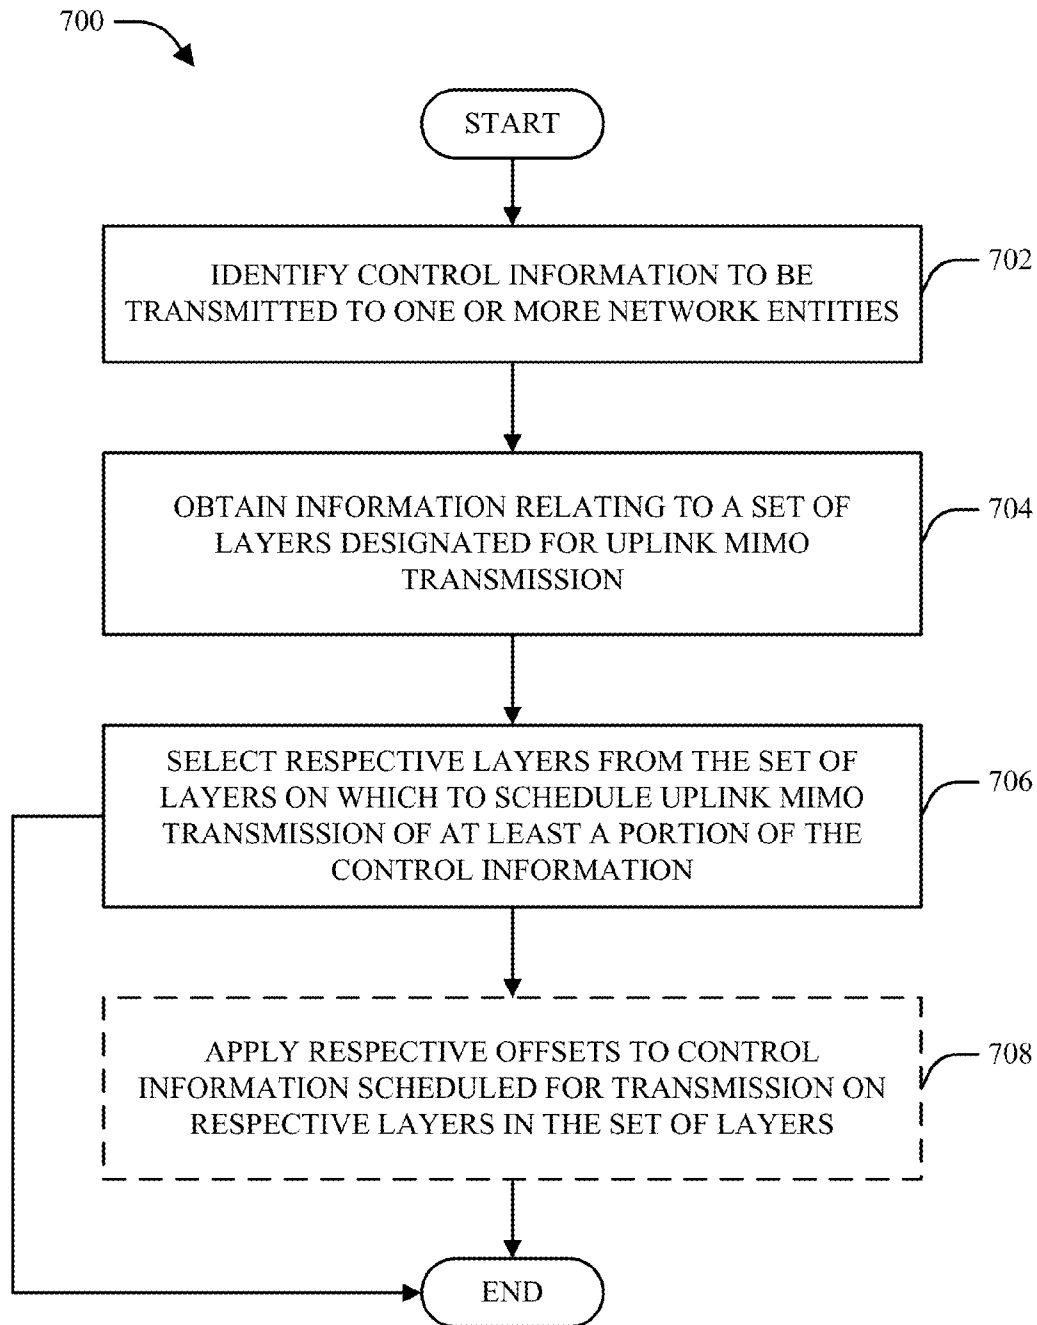 700
START
IDENTIFY CONTROL INFORMATION TO BE
TRANSMITTED TO ONE OR MORE NETWORK ENTITIES
702
OBTAIN INFORMATION RELATING TO A SET OF
LAYERS DESIGNATED FOR UPLINK MIMO
TRANSMISSION
704
SELECT RESPECTIVE LAYERS FROM THE SET OF
LAYERS ON WHICH TO SCHEDULE UPLINK MIMO
TRANSMISSION OF AT LEAST A PORTION OF THE
CONTROL INFORMATION
706
APPLY RESPECTIVE OFFSETS TO CONTROL
INFORMATION SCHEDULED FOR TRANSMISSION ON
RESPECTIVE LAYERS IN THE SET OF LAYERS
708
END